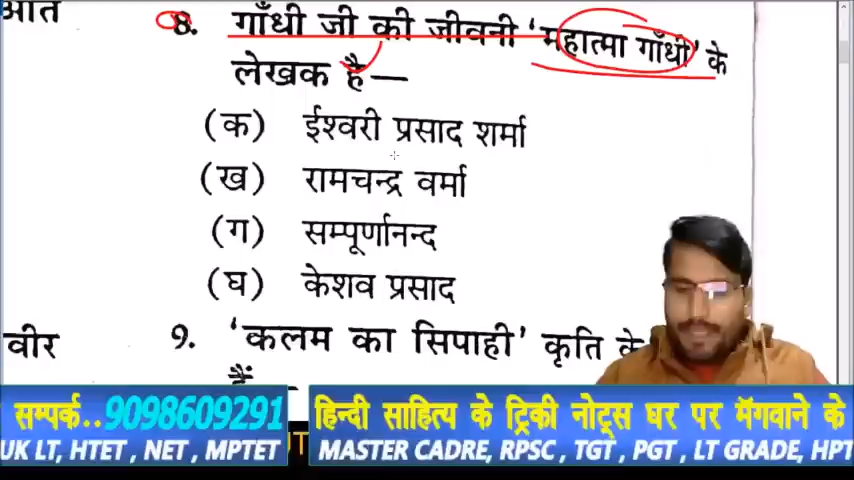 आत
8. गाँधी जी की जीवनी ‘महात्मा गाँधी’ के
लेखक है—
(क) ईश्वरी प्रसाद शर्मा
(ख) रामचन्द्र वर्मा
(ग) सम्पूर्णानन्द
(घ) केशव प्रसाद
वीर
9. ‘कलम का सिपाही’ कृति के
हैं—
सम्पर्क..9098609291
हिन्दी साहित्य के ट्रिकी नोट्स घर पर मॅगवाने के
UK LT, HTET , NET , MPTET
MASTER CADRE, RPSC , TGT , PGT , LT GRADE, HPT